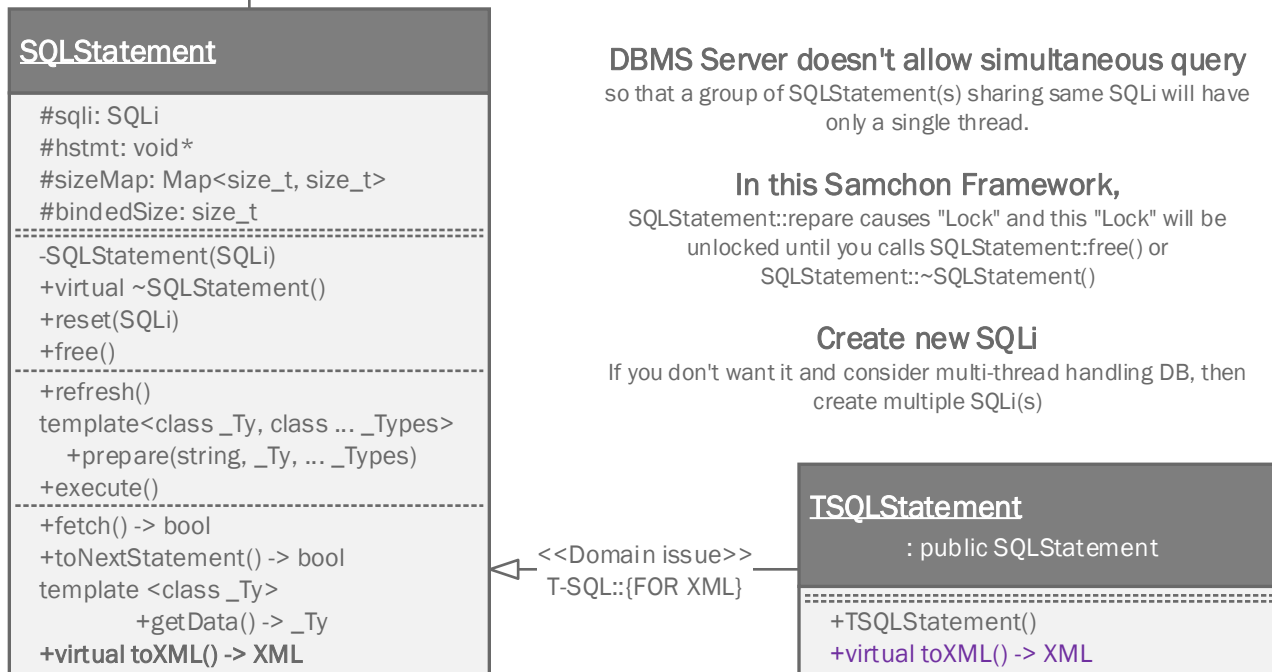 SQLStatement
#sqli: SQLi
#hstmt: void*
#sizeMap: Map<size_t, size_t>
#bindedSize: size_t
-SQLStatement(SQLi)
+virtual ~SQLStatement()
+reset(SQLi)
+free()
+refresh()
template<class _Ty, class ... _Types>
+prepare(string, _Ty, ... _Types)
+execute()
+fetch() -> bool
+toNextStatement() -> bool
template <class _Ty>
+getData() -> _Ty
+virtual toXML() -> XML
DBMS Server doesn't allow simultaneous query
so that a group of SQLStatement(s) sharing same SQLi will have
only a single thread.
In this Samchon Framework,
SQLStatement::repare causes "Lock" and this "Lock" will be
unlocked until you calls SQLStatement::free() or
SQLStatement::~SQLStatement()
Create new SQLi
If you don't want it and consider multi-thread handling DB, then
create multiple SQLi(s)
<<Domain issue>>
T-SQL::{FOR XML}
TSQLStatement
: public SQLStatement
+TSQLStatement()
+virtual toXML() -> XML